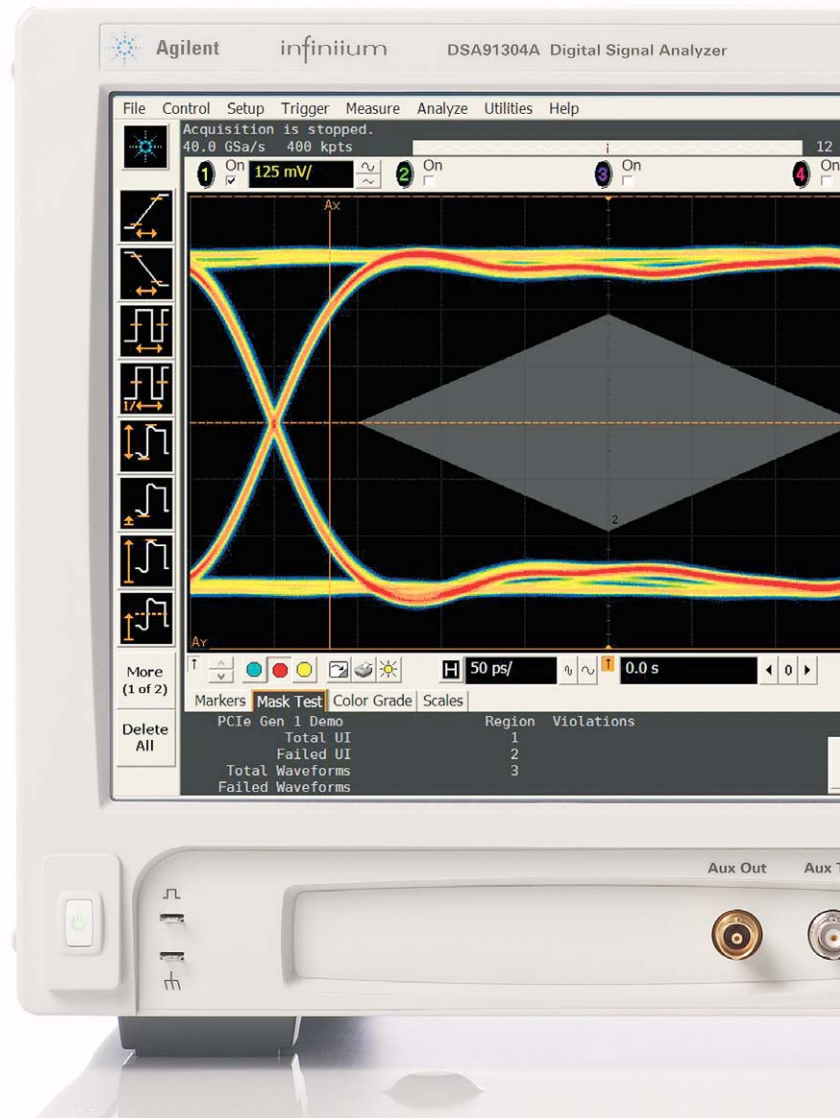 Agilent infiniium DSA91304A Digital Signal Analyzer
File Control Setup Trigger Measure Analyze Utilities Help
Acquisition is stopped.
40.0 GSa/s 400 kpts 12
1 On 125 mV/ 2 On 3 On 4 On
Ax
2
Ay
1/
More
(1 of 2)
Delete
All
H 50 ps/ 0.0 s 0
Markers Mask Test Color Grade Scales
PCIe Gen 1 Demo Region Violations
Total UI 1
Failed UI 2
Total Waveforms 3
Failed Waveforms
Aux Out Aux T